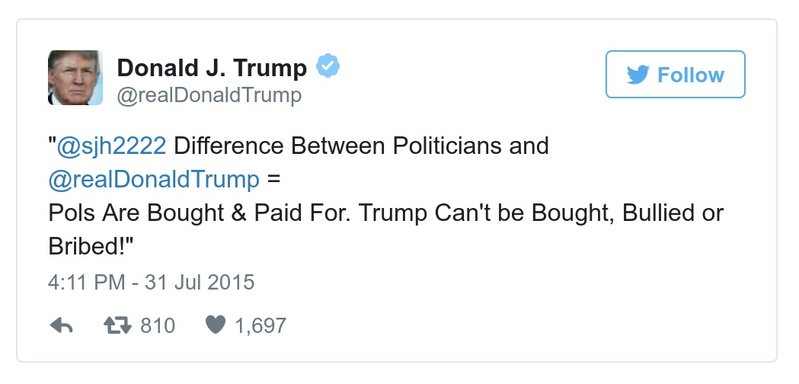 Donald J. Trump
@realDonaldTrump
Follow
"@sjh2222 Difference Between Politicians and
@realDonaldTrump =
Pols Are Bought & Paid For. Trump Can't be Bought, Bullied or
Bribed!"
4:11 PM - 31 Jul 2015
810 1,697